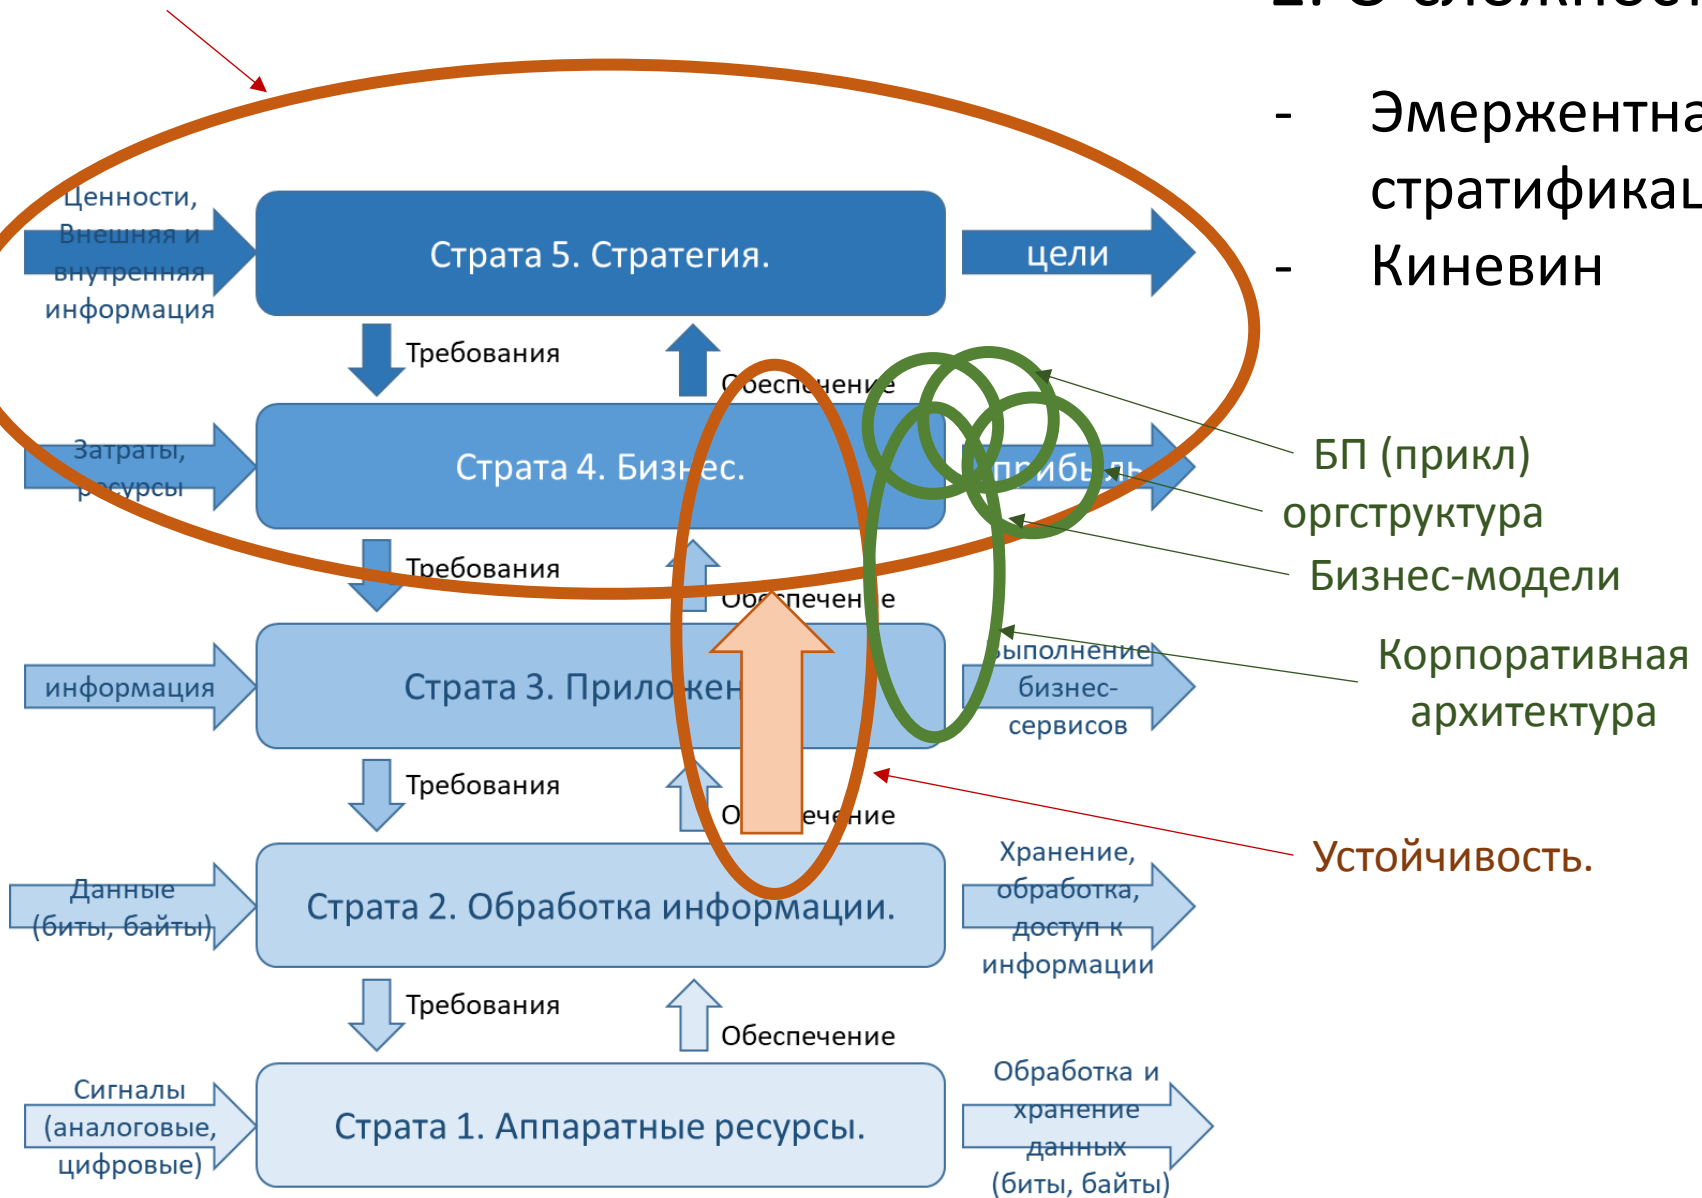 - Эмержентна
стратификац
- Киневин
Ценности,
Внешняя и
внутренняя
информация
Страта 5. Стратегия.
цели
Требования
Обеспечение
Затраты,
ресурсы
Страта 4. Бизнес.
прибыль
БП (прикл)
оргструктура
Бизнес-модели
Требования
Обеспечение
информация
Страта 3. Приложен
Выполнение
бизнес-
сервисов
Корпоративная
архитектура
Требования
Обеспечение
Устойчивость.
Данные
(биты, байты)
Страта 2. Обработка информации.
Хранение,
обработка,
доступ к
информации
Требования
Обеспечение
Сигналы
(аналоговые,
цифровые)
Страта 1. Аппаратные ресурсы.
Обработка и
хранение
данных
(биты, байты)